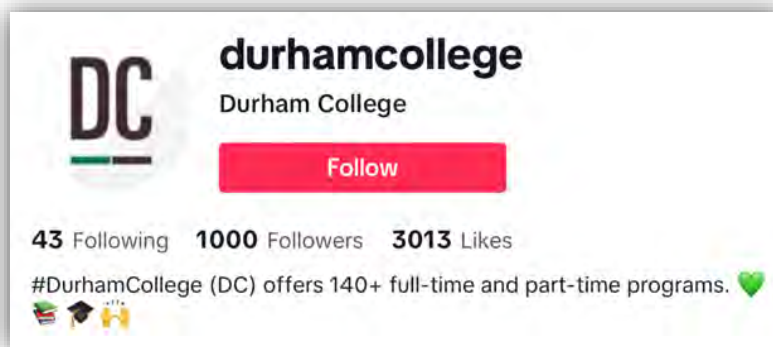 DC
durhamcollege
Durham College
Follow
43 Following 1000 Followers 3013 Likes
#DurhamCollege (DC) offers 140+ full-time and part-time programs. 💚
📚 🎓 🙌